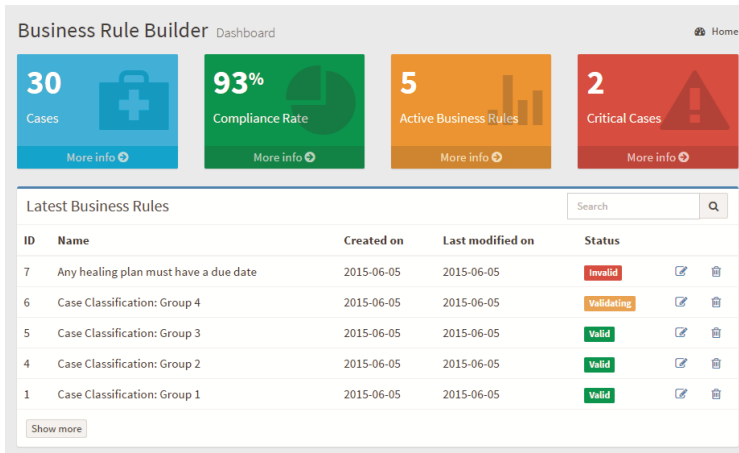 Business Rule Builder Dashboard Home
30 93% 5 2
Cases Compliance Rate Active Business Rules Critical Cases
More info More info More info More info
Latest Business Rules Search
ID Name Created on Last modified on Status
7 Any healing plan must have a due date 2015-06-05 2015-06-05 Invalid
6 Case Classification: Group 4 2015-06-05 2015-06-05 Validating
5 Case Classification: Group 3 2015-06-05 2015-06-05 Valid
4 Case Classification: Group 2 2015-06-05 2015-06-05 Valid
1 Case Classification: Group 1 2015-06-05 2015-06-05 Valid
Show more